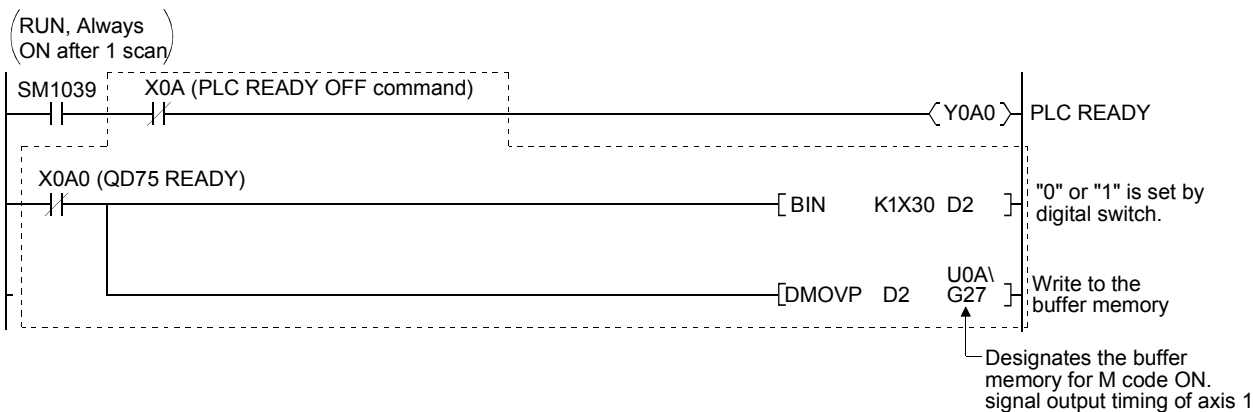 RUN, Always
ON after 1 scan
SM1039 X0A (PLC READY OFF command)
Y0A0 PLC READY
X0A0 (QD75 READY)
BIN K1X30 D2
"0" or "1" is set by
digital switch.
DMOVP D2 U0A\
G27
Write to the
buffer memory
Designates the buffer
memory for M code ON.
signal output timing of axis 1